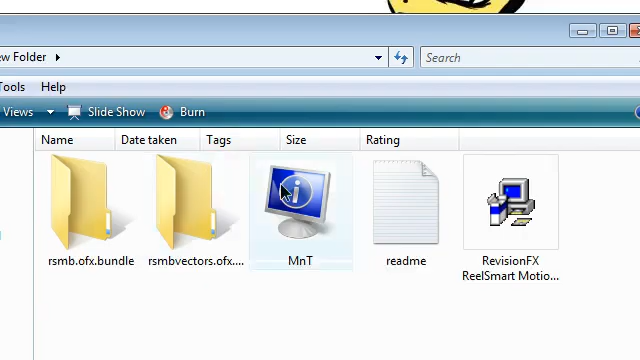 ew Folder
Search
Tools Help
Views Slide Show Burn
Name Date taken Tags Size Rating
rsmb.ofx.bundle rsmbvectors.ofx.... MnT readme RevisionFX
ReelSmart Motio...